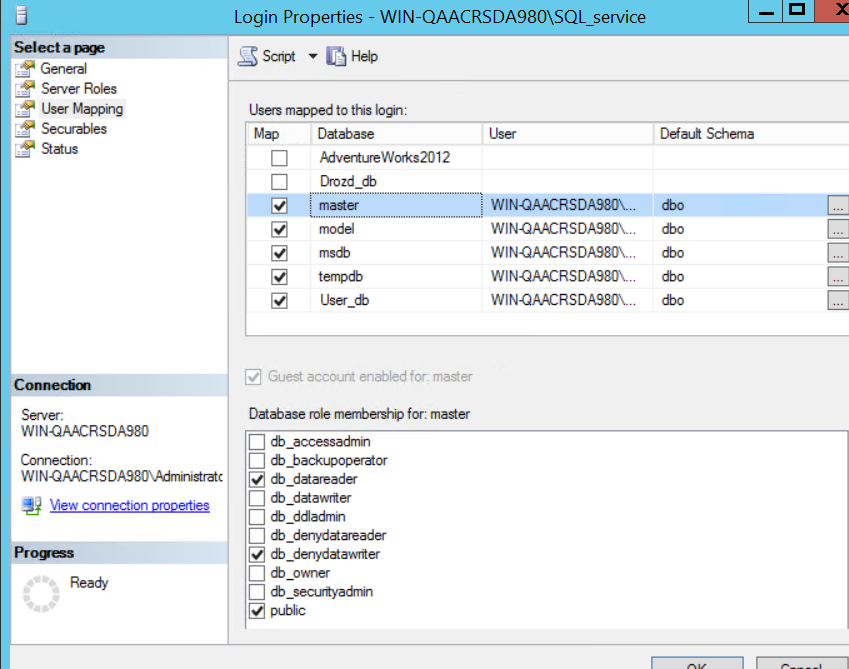 Login Properties - WIN-QAACRSDA980\SQL_service
Select a page
General
Server Roles
User Mapping
Securables
Status
Script Help
Users mapped to this login:
Map Database User Default Schema
AdventureWorks2012
Drozd_db
master WIN-QAACRSDA980\... dbo ...
model WIN-QAACRSDA980\... dbo ...
msdb WIN-QAACRSDA980\... dbo ...
tempdb WIN-QAACRSDA980\... dbo ...
User_db WIN-QAACRSDA980\... dbo ...
Guest account enabled for: master
Database role membership for: master
db_accessadmin
db_backupoperator
db_datareader
db_datawriter
db_ddladmin
db_denydatareader
db_denydatawriter
db_owner
db_securityadmin
public
Connection
Server:
WIN-QAACRSDA980
Connection:
WIN-QAACRSDA980\Administratc
View connection properties
Progress
Ready
OK Cancel